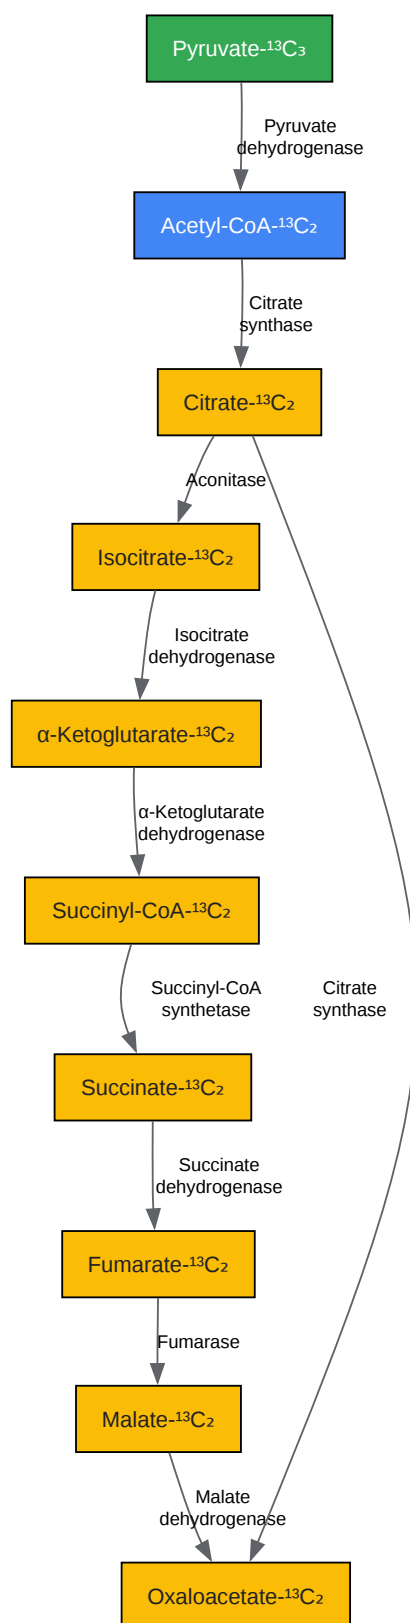 Pyruvate-¹³C₃
Pyruvate
dehydrogenase
Acetyl-CoA-¹³C₂
Citrate
synthase
Citrate-¹³C₂
Aconitase
Isocitrate-¹³C₂
Isocitrate
dehydrogenase
α-Ketoglutarate-¹³C₂
α-Ketoglutarate
dehydrogenase
Succinyl-CoA-¹³C₂
Succinyl-CoA
synthetase
Citrate
synthase
Succinate-¹³C₂
Succinate
dehydrogenase
Fumarate-¹³C₂
Fumarase
Malate-¹³C₂
Malate
dehydrogenase
Oxaloacetate-¹³C₂